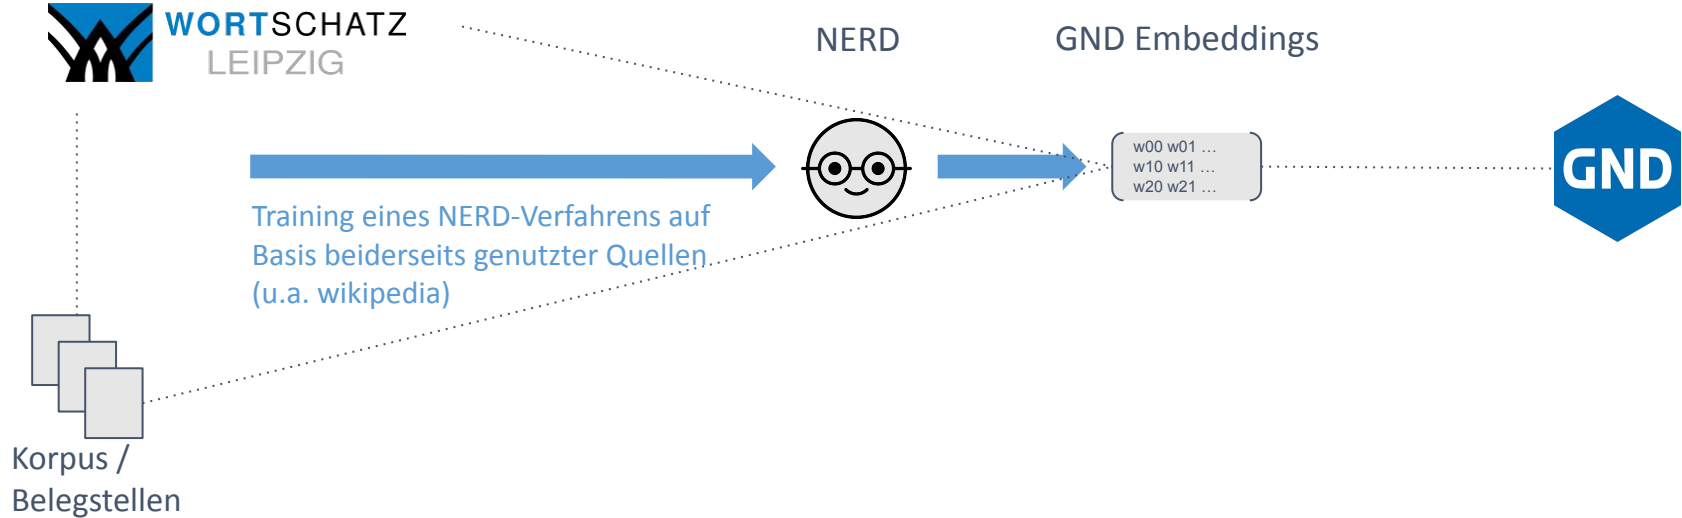 WORTSCHATZ
LEIPZIG
NERD
GND Embeddings
w00 w01 ...
w10 w11 ...
w20 w21 ...
GND
Training eines NERD-Verfahrens auf
Basis beiderseits genutzter Quellen
(u.a. wikipedia)
Korpus /
Belegstellen